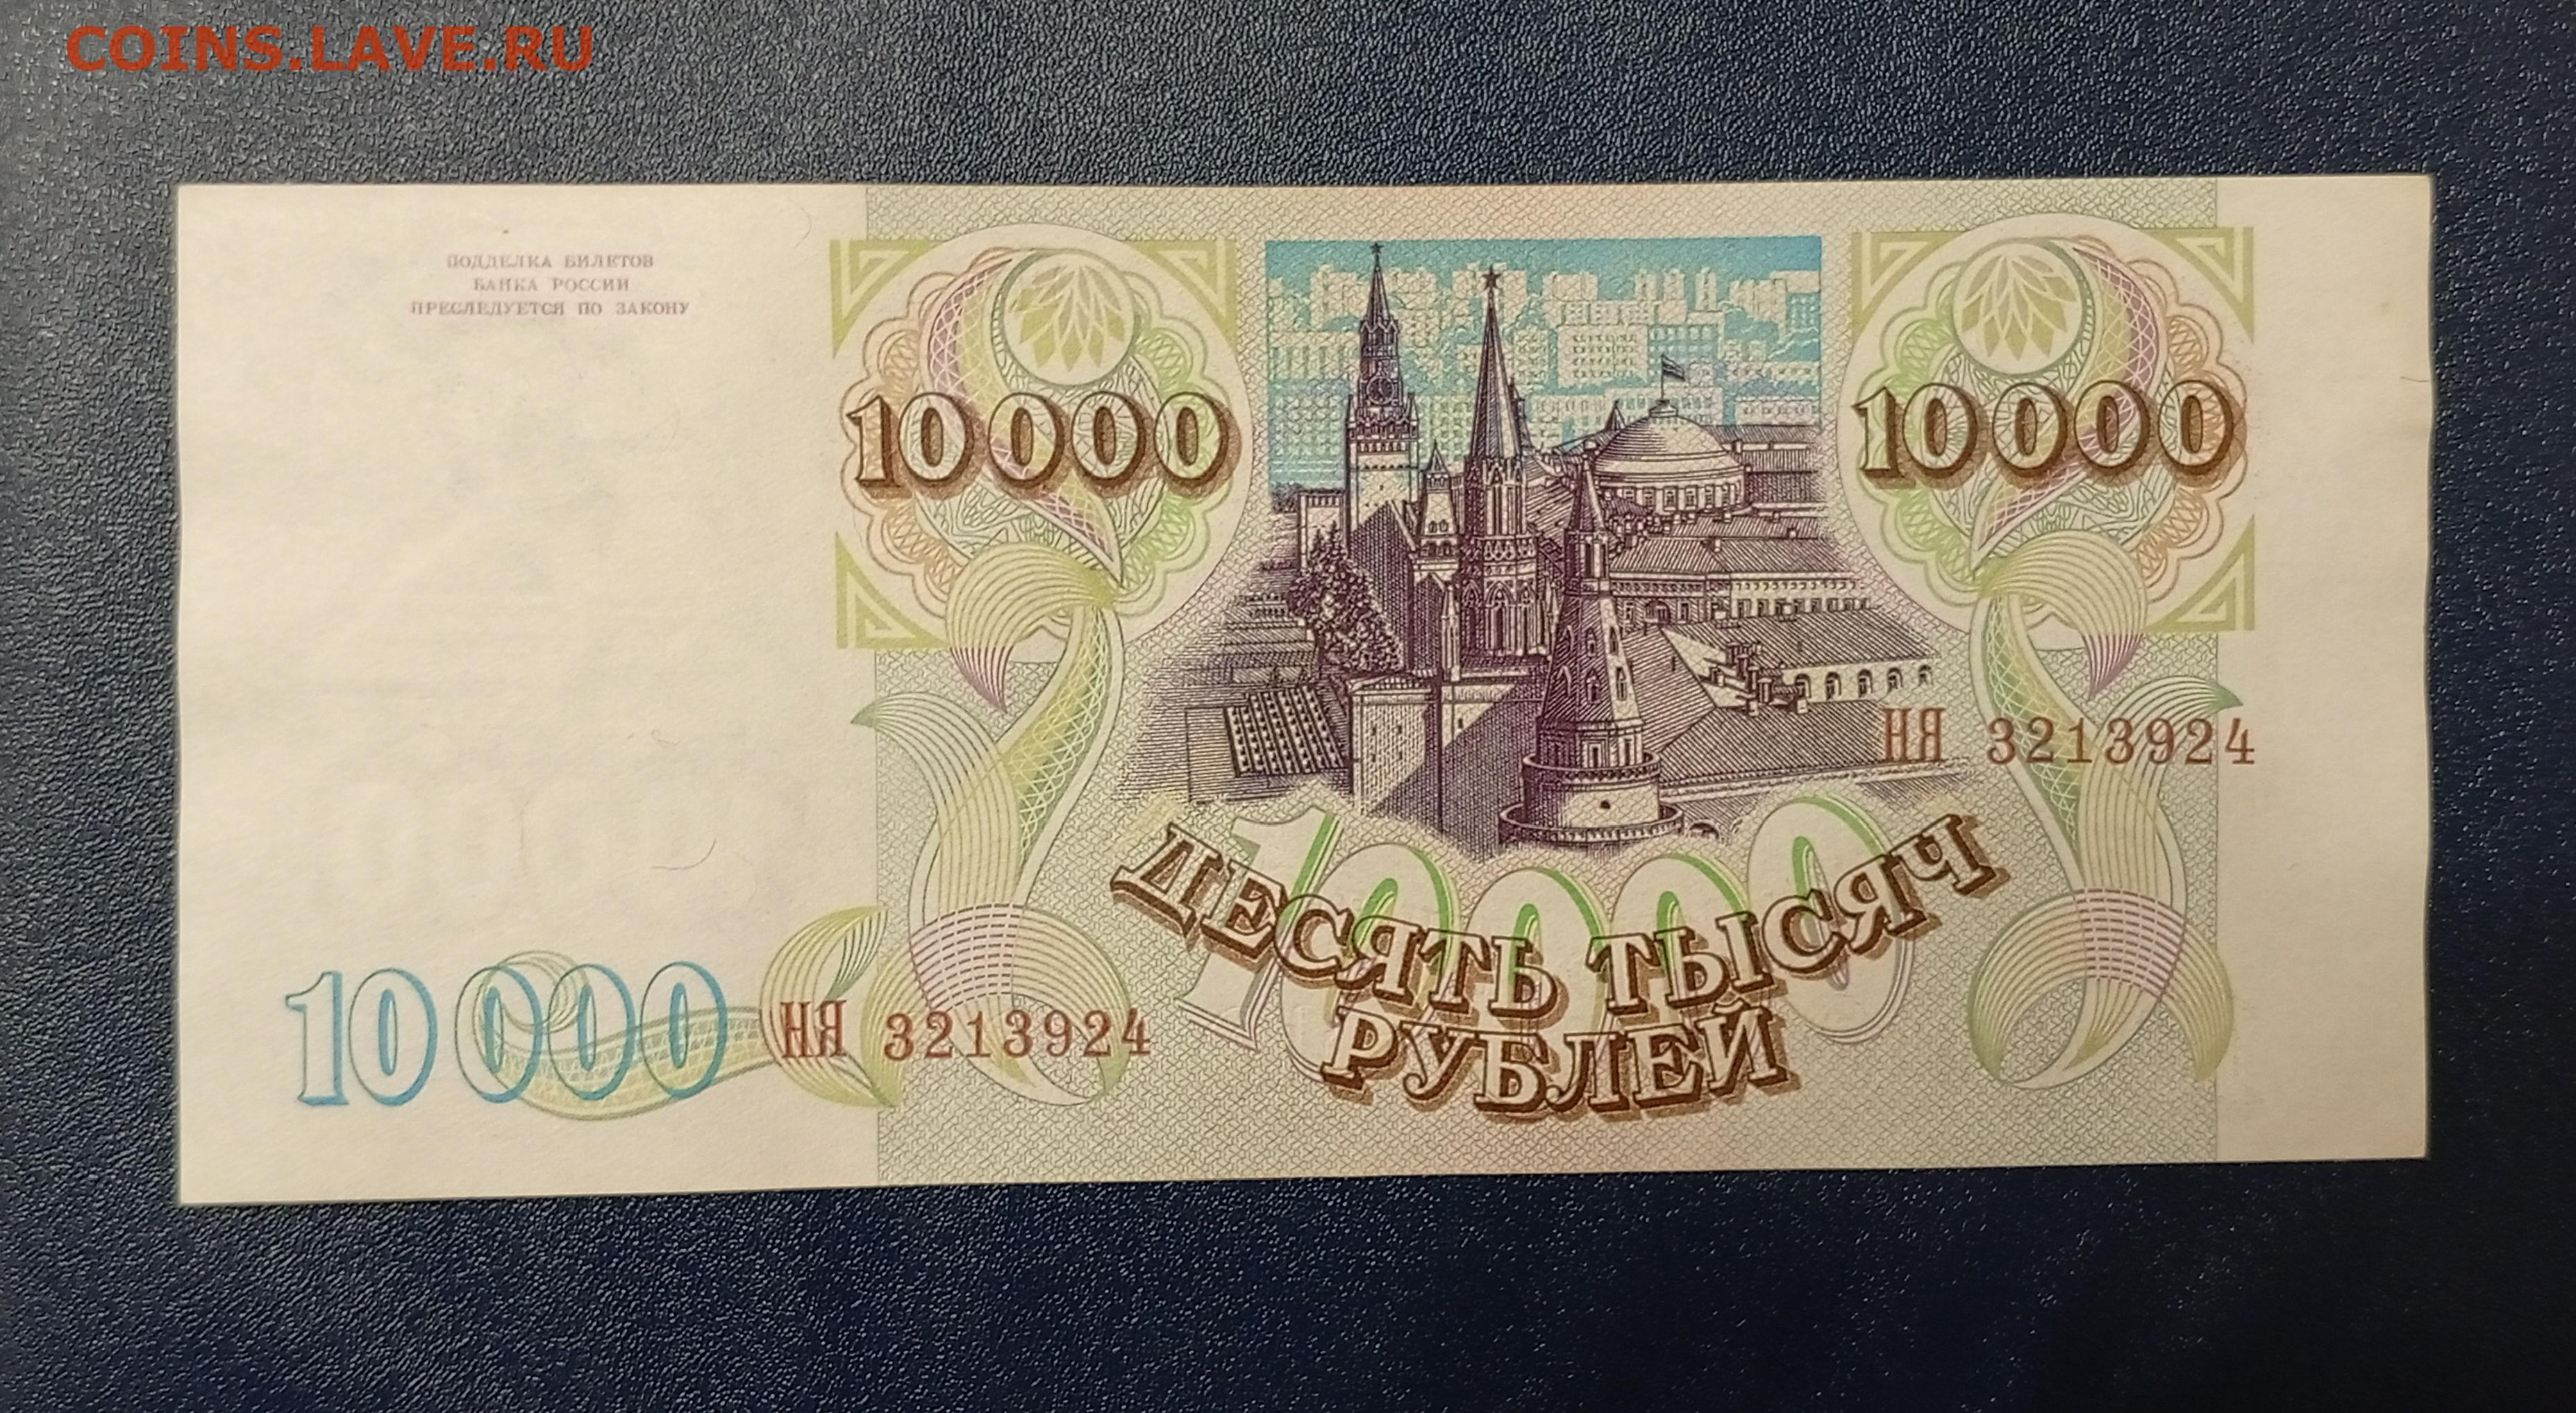 COINS.LAVE.RU
ПОДДЕЛКА БИЛЕТОВ
БАНКА РОССИИ
ПРЕСЛЕДУЕТСЯ ПО ЗАКОНУ
10000
10000
НЯ 3213924
10000
ДЕСЯТЬ ТЫСЯЧ
РУБЛЕЙ
10000
НЯ 3213924